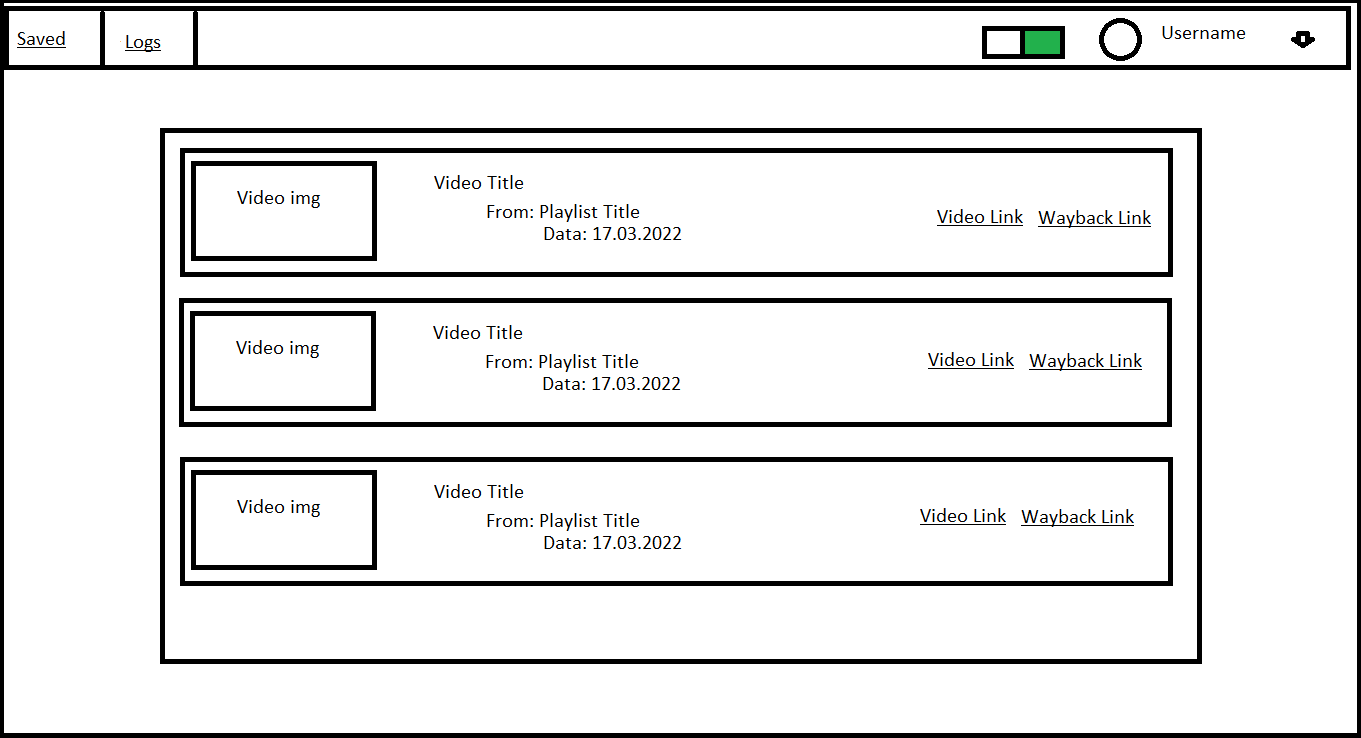 Saved
Logs
Username
Video img
Video Title
From: Playlist Title
Data: 17.03.2022
Video Link
Wayback Link
Video img
Video Title
From: Playlist Title
Data: 17.03.2022
Video Link
Wayback Link
Video img
Video Title
From: Playlist Title
Data: 17.03.2022
Video Link
Wayback Link